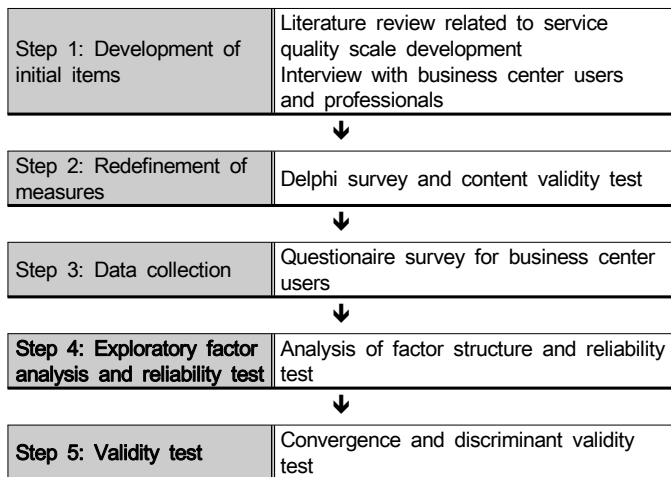 Step 1: Development of
initial items
Literature review related to service
quality scale development
Interview with business center users
and professionals
Step 2: Redefinement of
measures
Delphi survey and content validity test
Step 3: Data collection
Questionaire survey for business center
users
Step 4: Exploratory factor
analysis and reliability test
Analysis of factor structure and reliability
test
Step 5: Validity test
Convergence and discriminant validity
test